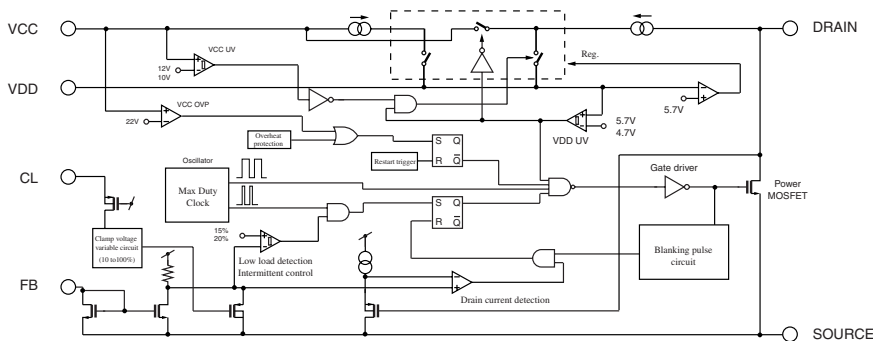 VCC
DRAIN
VCC UV
12V
10V
Reg.
VDD
VCC OVP
22V
5.7V
5.7V
4.7V
VDD UV
Overheat
protection
S Q
R Q
Restart trigger
CL
Oscillator
Max Duty
Clock
Gate driver
Power
MOSFET
S Q
R Q
15%
20%
Clamp voltage
variable circuit
(10 to100%)
Low load detection
Intermittent control
Blanking pulse
circuit
FB
Drain current detection
SOURCE